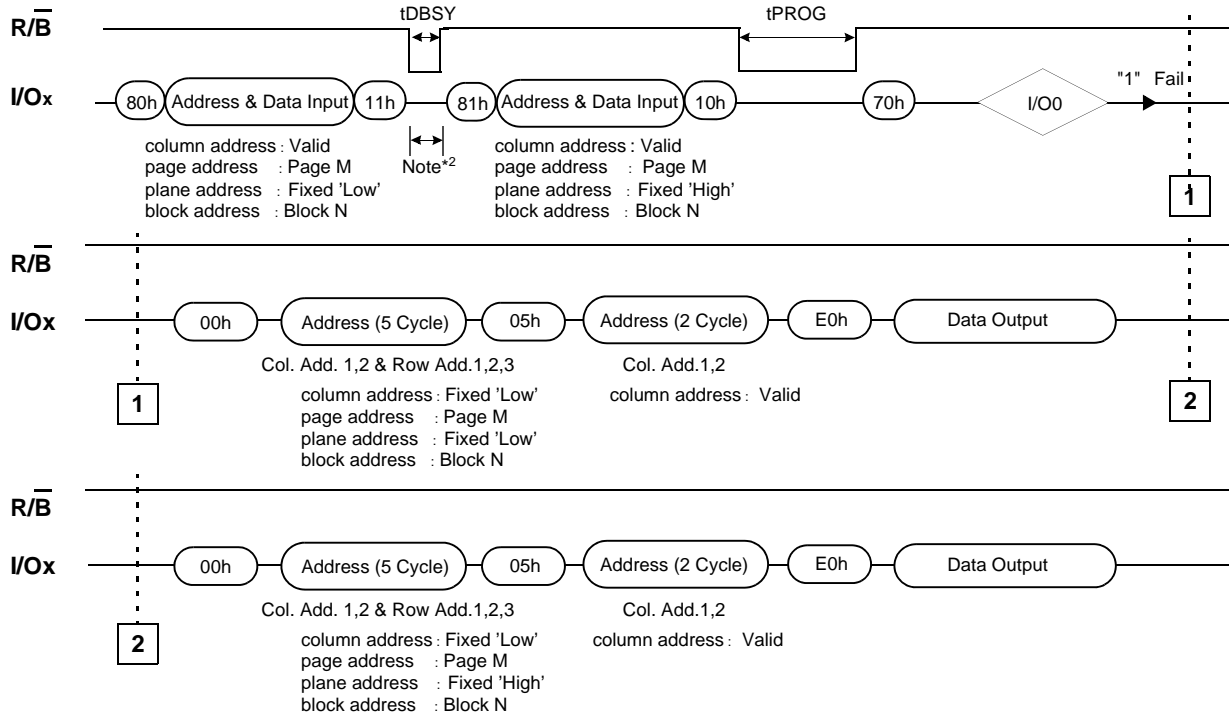 tDBSY tPROG
R/B
I/Ox 80h Address & Data Input 11h 81h Address & Data Input 10h 70h I/O0 "1" Fail
column address : Valid column address : Valid
page address : Page M Note*2 page address : Page M
plane address : Fixed 'Low' plane address : Fixed 'High'
block address : Block N block address : Block N
1
R/B
I/Ox 00h Address (5 Cycle) 05h Address (2 Cycle) E0h Data Output
Col. Add. 1,2 & Row Add.1,2,3 Col. Add.1,2
column address : Fixed 'Low' column address : Valid
page address : Page M
plane address : Fixed 'Low'
block address : Block N
1 2
R/B
I/Ox 00h Address (5 Cycle) 05h Address (2 Cycle) E0h Data Output
Col. Add. 1,2 & Row Add.1,2,3 Col. Add.1,2
column address : Fixed 'Low' column address : Valid
page address : Page M
plane address : Fixed 'High'
block address : Block N
2